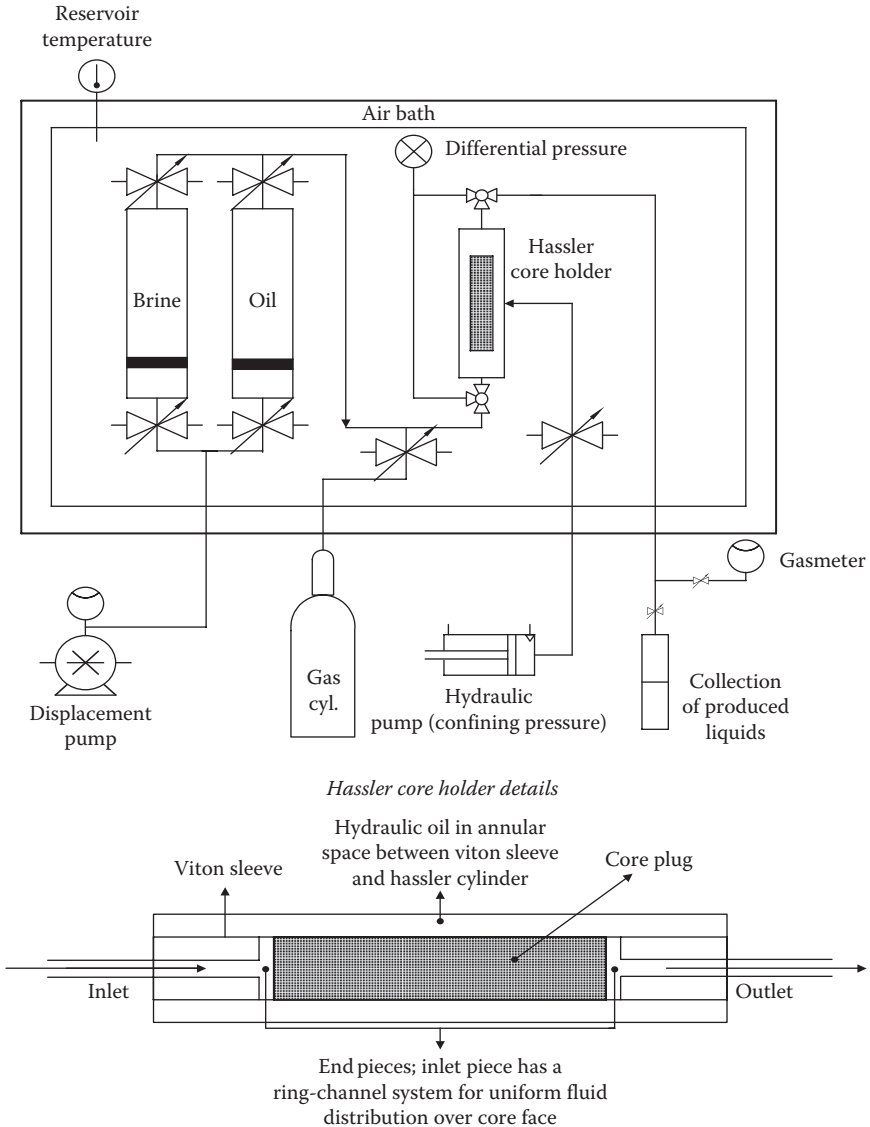 Reservoir
temperature
Air bath
Differential pressure
Hassler
core holder
Brine
Oil
Gasmeter
Gas
cyl.
Displacement
pump
Hydraulic
pump (confining pressure)
Collection
of produced
liquids
Hassler core holder details
Hydraulic oil in annular
space between viton sleeve
and hassler cylinder
Viton sleeve
Core plug
Inlet
Outlet
End pieces; inlet piece has a
ring-channel system for uniform fluid
distribution over core face